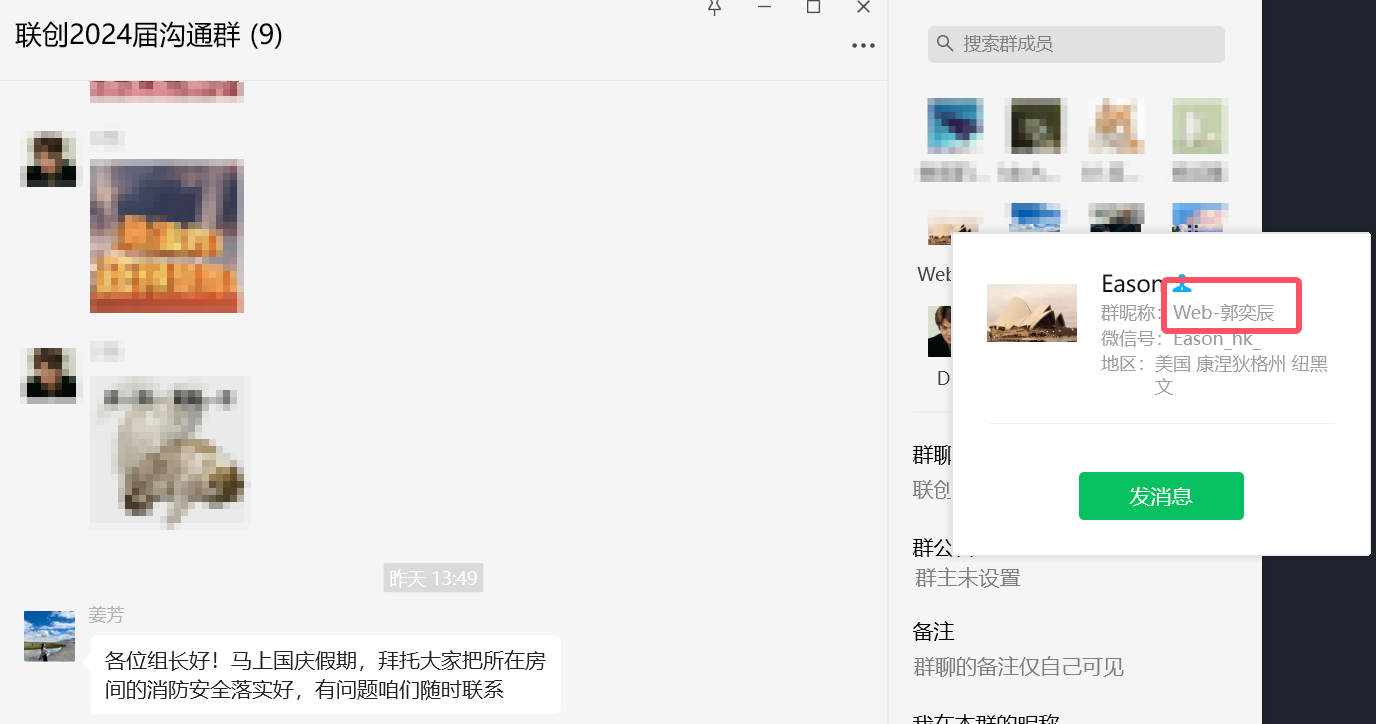 联创2024届沟通群 (9)
昨天 13:49
姜芳
各位组长好！马上国庆假期，拜托大家把所在房
间的消防安全落实好，有问题咱们随时联系
搜索群成员
Web
D
Eason
群昵称：Web-郭奕辰
微信号：Eason_hk_
地区：美国 康涅狄格州 纽黑
文
发消息
群聊
联创
群公
群主未设置
备注
群聊的备注仅自己可见
我在本群的昵称